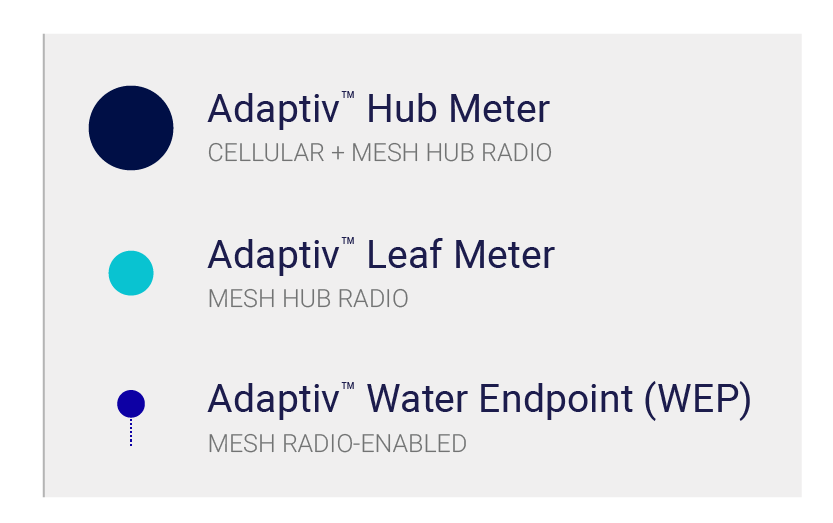 Adaptiv™ Hub Meter
CELLULAR + MESH HUB RADIO
Adaptiv™ Leaf Meter
MESH HUB RADIO
Adaptiv™ Water Endpoint (WEP)
MESH RADIO-ENABLED